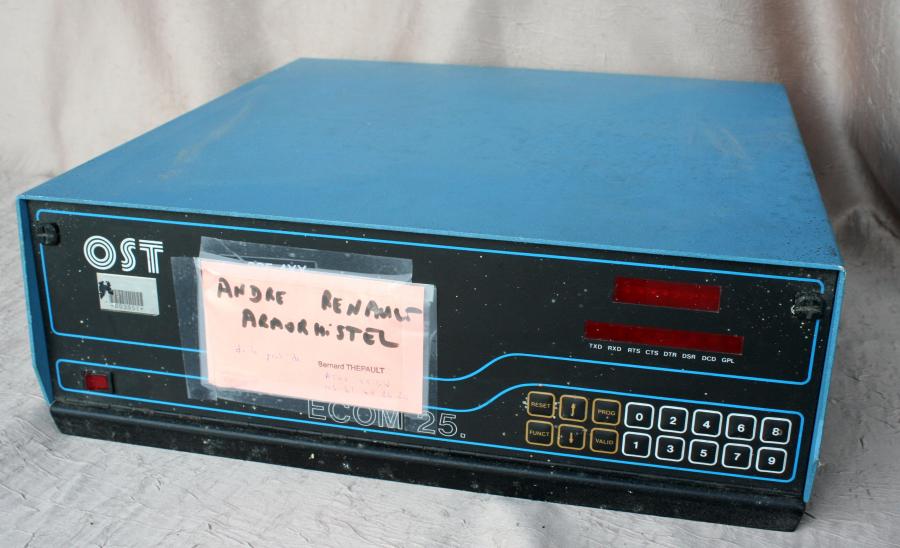 OST
ANDRE RENAULT
ARMORHISTEL
Bernard THEPAULT
ECOM 25.
TXD RXD RTS CTS DTR DSR DCD GPL
RESET PROG 0 2 4 6 8
FUNCT VALID 1 3 5 7 9